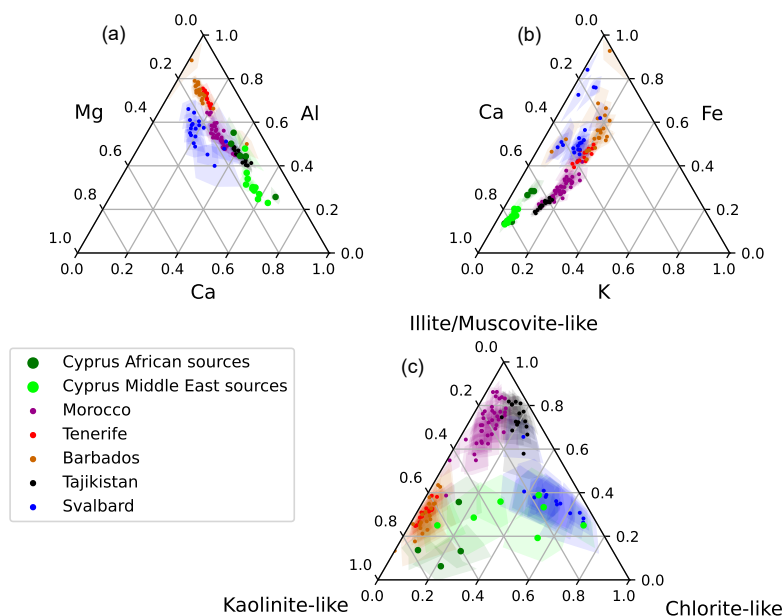 (a)
0.0
1.0
0.2
0.8
Mg
Al
0.4
0.6
0.6
0.4
0.8
0.2
1.0
0.0
0.0 0.2 0.4 0.6 0.8 1.0
Ca
(b)
0.0
1.0
0.2
0.8
Ca
Fe
0.4
0.6
0.6
0.4
0.8
0.2
1.0
0.0
0.0 0.2 0.4 0.6 0.8 1.0
K
Cyprus African sources
Cyprus Middle East sources
Morocco
Tenerife
Barbados
Tajikistan
Svalbard
Illite/Muscovite-like
(c)
0.0
1.0
0.2
0.8
0.4
0.6
0.6
0.4
0.8
0.2
1.0
0.0
0.0 0.2 0.4 0.6 0.8 1.0
Kaolinite-like
Chlorite-like